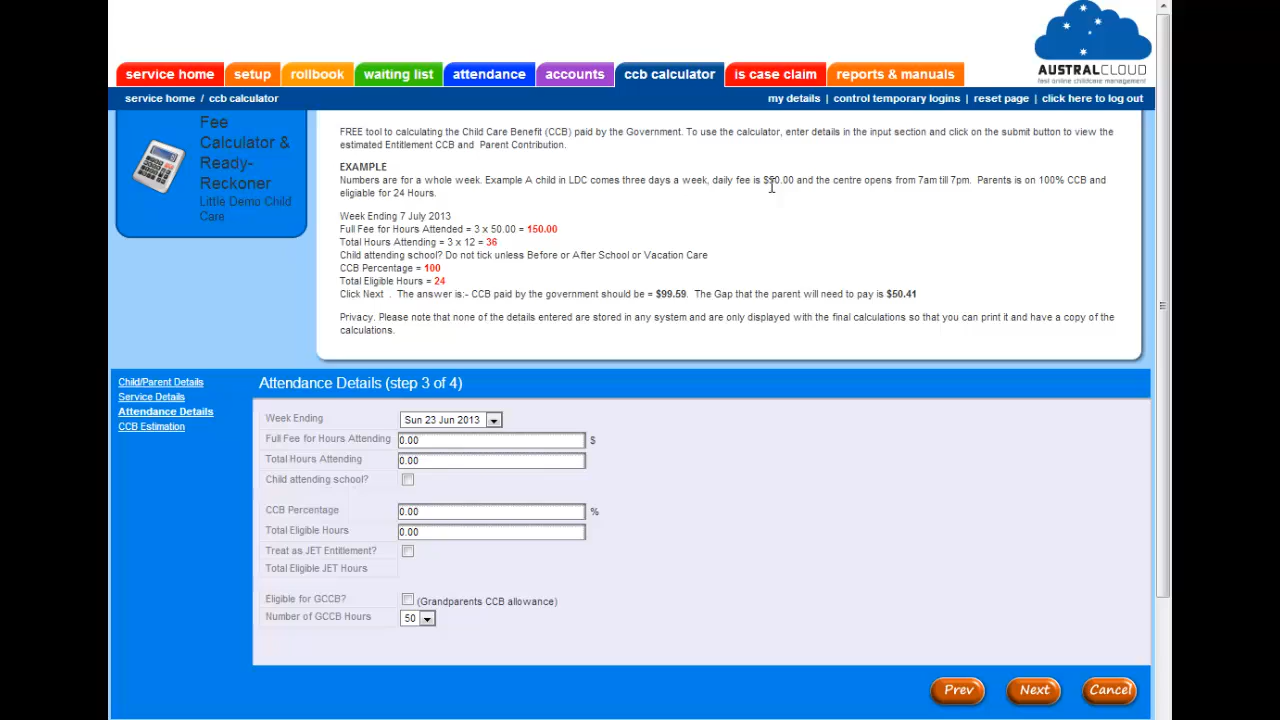 AUSTRALCLOUD
fast online childcare management
service home
setup
rollbook
waiting list
attendance
accounts
ccb calculator
is case claim
reports & manuals
service home / ccb calculator
my details | control temporary logins | reset page | click here to log out
Fee
Calculator &
Ready-
Reckoner
Little Demo Child
Care
FREE tool to calculating the Child Care Benefit (CCB) paid by the Government. To use the calculator, enter details in the input section and click on the submit button to view the
estimated Entitlement CCB and Parent Contribution.
EXAMPLE
Numbers are for a whole week. Example A child in LDC comes three days a week, daily fee is $50.00 and the centre opens from 7am till 7pm. Parents is on 100% CCB and
eligiable for 24 Hours.
Week Ending 7 July 2013
Full Fee for Hours Attended = 3 x 50.00 = 150.00
Total Hours Attending = 3 x 12 = 36
Child attending school? Do not tick unless Before or After School or Vacation Care
CCB Percentage = 100
Total Eligible Hours = 24
Click Next . The answer is:- CCB paid by the government should be = $99.59. The Gap that the parent will need to pay is $50.41
Privacy. Please note that none of the details entered are stored in any system and are only displayed with the final calculations so that you can print it and have a copy of the
calculations.
Child/Parent Details
Service Details
Attendance Details
CCB Estimation
Attendance Details (step 3 of 4)
Week Ending Sun 23 Jun 2013
Full Fee for Hours Attending 0.00 $
Total Hours Attending 0.00
Child attending school?
CCB Percentage 0.00 %
Total Eligible Hours 0.00
Treat as JET Entitlement?
Total Eligible JET Hours
Eligible for GCCB? (Grandparents CCB allowance)
Number of GCCB Hours 50
Prev
Next
Cancel